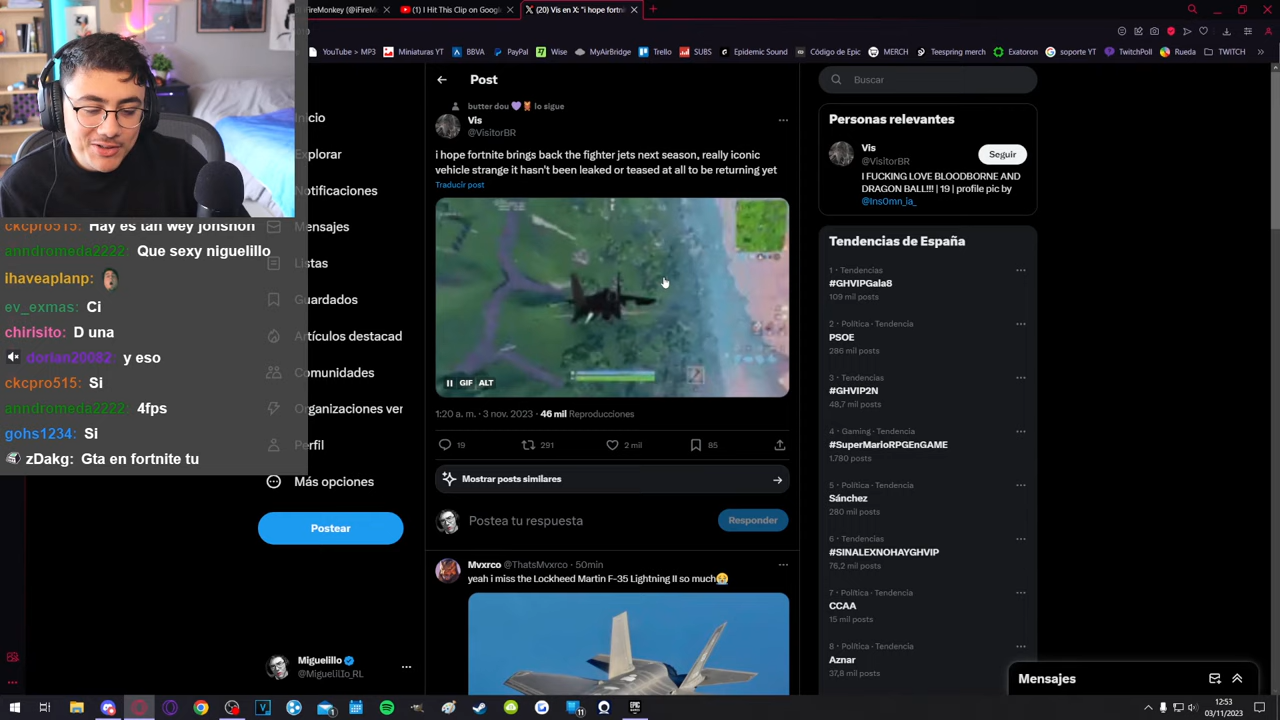 iFireMonkey (@iFireM
(1) I Hit This Clip on Googl
(20) Vis en X: "i hope fortni
YouTube > MP3
Miniaturas YT
BBVA
PayPal
Wise
MyAirBridge
Trello
SUBS
Epidemic Sound
Código de Epic
MERCH
Teespring merch
Exatoron
soporte YT
TwitchPoll
Rueda
TWITCH
ckcpro515: Hay es tan wey jonshon
anndromeda2222: Que sexy niguelillo
ihaveaplanp:
ev_exmas: Ci
chirisito: D una
dorian20082: y eso
ckcpro515: Si
anndromeda2222: 4fps
gohs1234: Si
zDakg: Gta en fortnite tu
Inicio
Explorar
Notificaciones
Mensajes
Listas
Guardados
Artículos destacad
Comunidades
Organizaciones ver
Perfil
Más opciones
Postear
Miguelillo
@Miguelillo_RL
Post
butter dou lo sigue
Vis
@VisitorBR
i hope fortnite brings back the fighter jets next season, really iconic
vehicle strange it hasn't been leaked or teased at all to be returning yet
Traducir post
GIF ALT
1:20 a. m. · 3 nov. 2023 · 46 mil Reproducciones
19 291 2 mil 85
Mostrar posts similares
Postea tu respuesta
Responder
Mvxrco @ThatsMvxrco · 50min
yeah i miss the Lockheed Martin F-35 Lightning II so much
Buscar
Personas relevantes
Vis
@VisitorBR
Seguir
I FUCKING LOVE BLOODBORNE AND
DRAGON BALL!!! | 19 | profile pic by
@Ins0mn_ia_
Tendencias de España
1 · Tendencias
#GHVIPGala8
109 mil posts
2 · Política · Tendencia
PSOE
286 mil posts
3 · Tendencias
#GHVIP2N
48,7 mil posts
4 · Gaming · Tendencia
#SuperMarioRPGEnGAME
1.780 posts
5 · Política · Tendencia
Sánchez
280 mil posts
6 · Tendencias
#SINALEXNOHAYGHVIP
76,2 mil posts
7 · Política · Tendencia
CCAA
15 mil posts
8 · Política · Tendencia
Aznar
37,8 mil posts
Mensajes
12:53
03/11/2023